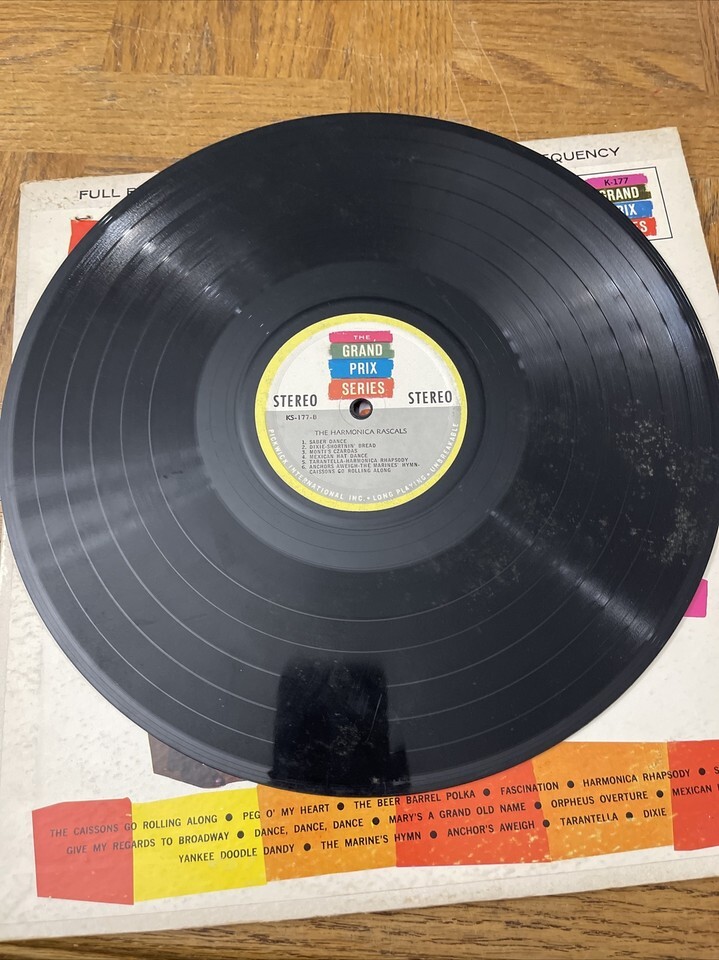 FULL
EQUENCY
K-177
GRAND
PRIX
THE
GRAND
PRIX
SERIES
STEREO
STEREO
KS-177-B
THE HARMONICA RASCALS
1. SABER DANCE
2. DIXIE-SHORTNIN' BREAD
3. MONTI'S CZARDAS
4. MEXICAN HAT DANCE
5. TARANTELLA-HARMONICA RHAPSODY
6. ANCHORS AWEIGH-THE MARINES' HYMN-
CAISSONS GO ROLLING ALONG
PICKWICK INTERNATIONAL INC. • LONG PLAYING • UNBREAKABLE
THE CAISSONS GO ROLLING ALONG ● PEG O' MY HEART ● THE BEER BARREL POLKA ● FASCINATION ● HARMONICA RHAPSODY ● S
GIVE MY REGARDS TO BROADWAY ● DANCE, DANCE, DANCE ● MARY'S A GRAND OLD NAME ● ORPHEUS OVERTURE ● MEXICAN
YANKEE DOODLE DANDY ● THE MARINE'S HYMN ● ANCHOR'S AWEIGH ● TARANTELLA ● DIXIE